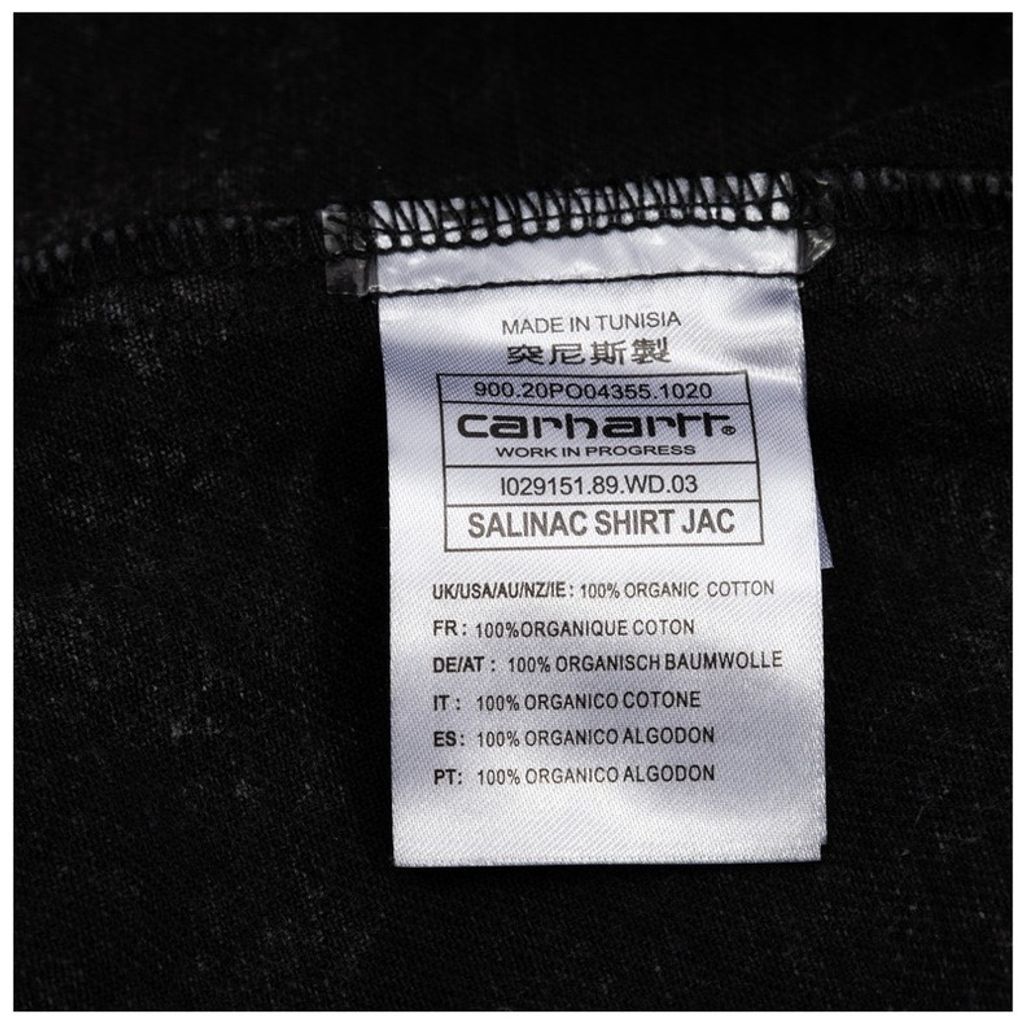 MADE IN TUNISIA
突尼斯製
900.20PO04355.1020
carhartt®
WORK IN PROGRESS
I029151.89.WD.03
SALINAC SHIRT JAC
UK/USA/AU/NZ/IE: 100% ORGANIC COTTON
FR: 100%ORGANIQUE COTON
DE/AT: 100% ORGANISCH BAUMWOLLE
IT: 100% ORGANICO COTONE
ES: 100% ORGANICO ALGODON
PT: 100% ORGANICO ALGODON